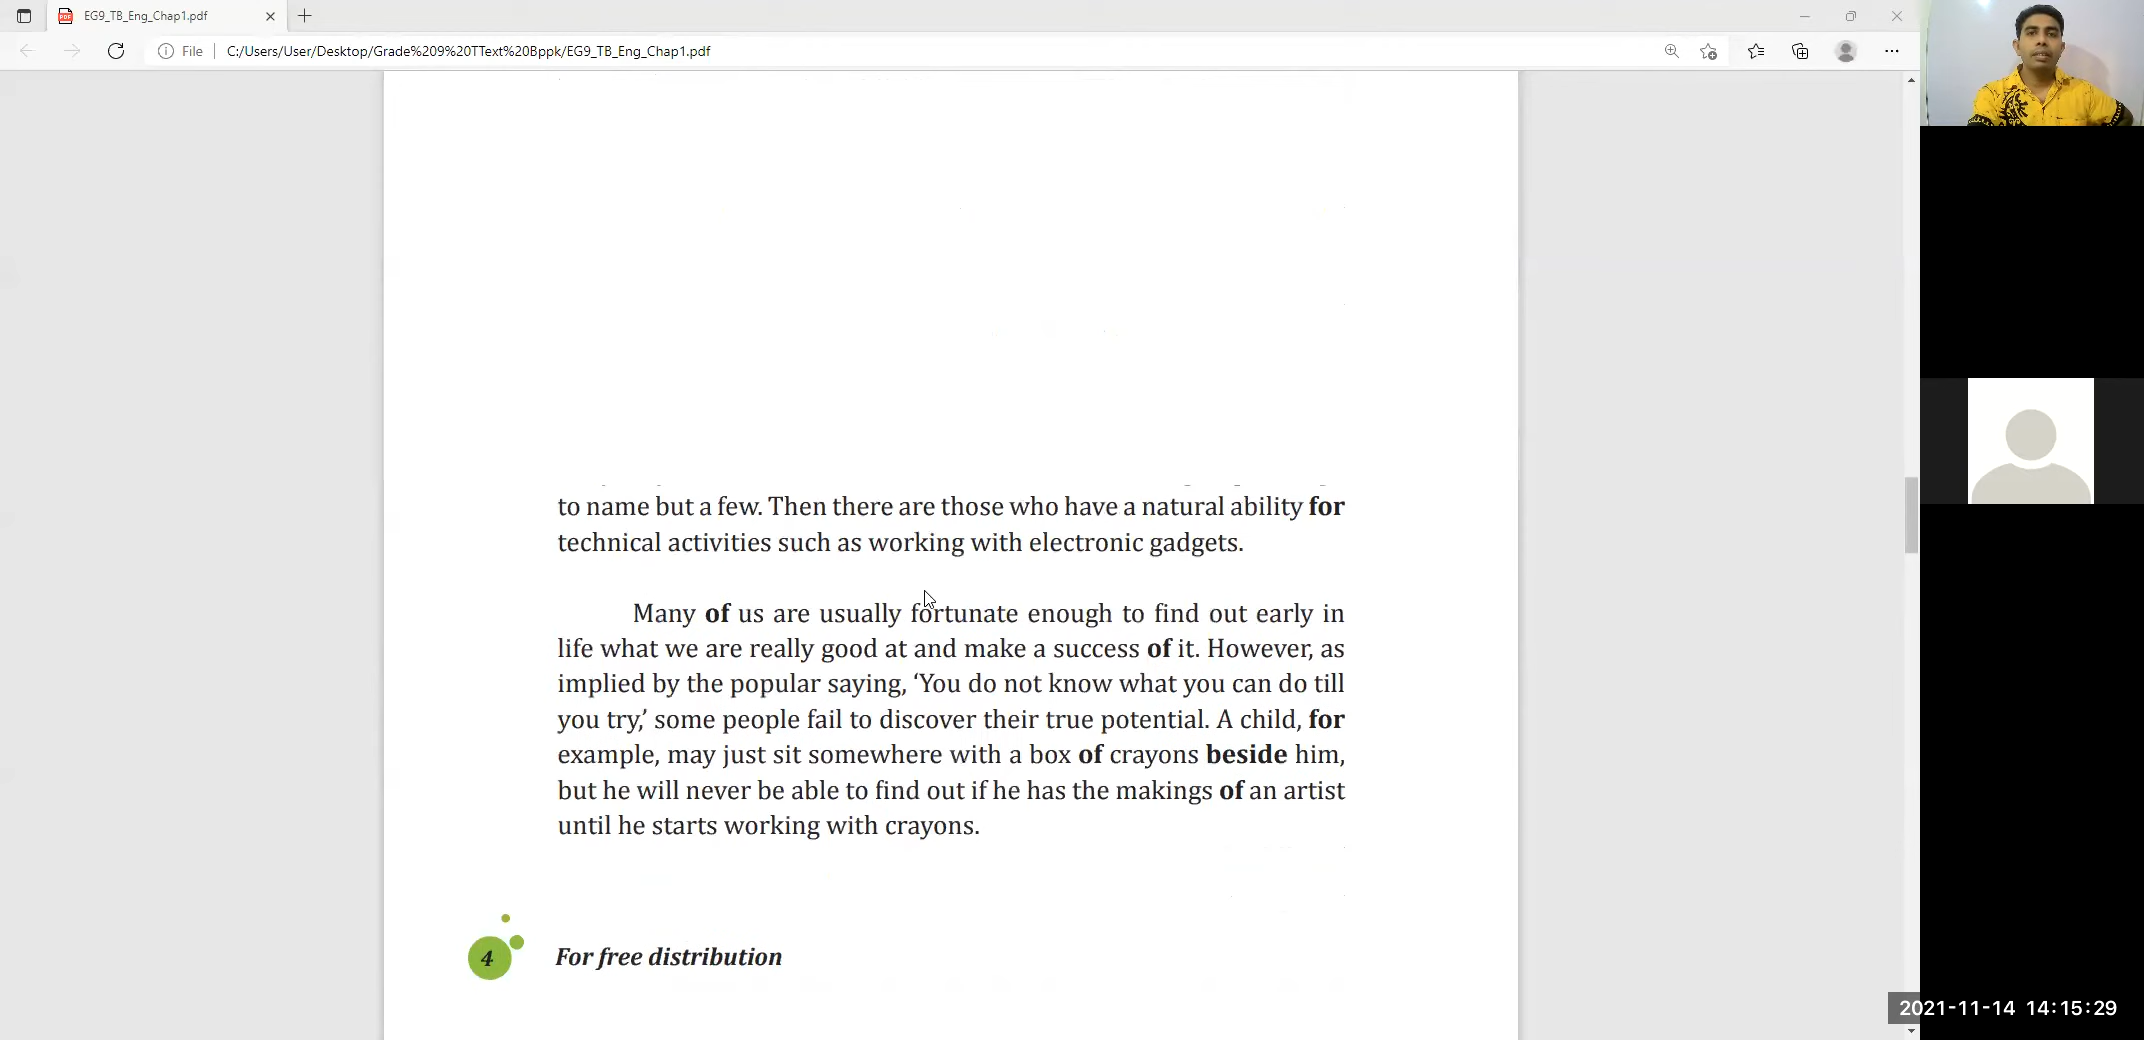 EG9_TB_Eng_Chap1.pdf
File
C:/Users/User/Desktop/Grade%209%20TText%20Bppk/EG9_TB_Eng_Chap1.pdf
to name but a few. Then there are those who have a natural ability for
technical activities such as working with electronic gadgets.
Many of us are usually fortunate enough to find out early in
life what we are really good at and make a success of it. However, as
implied by the popular saying, ‘You do not know what you can do till
you try,’ some people fail to discover their true potential. A child, for
example, may just sit somewhere with a box of crayons beside him,
but he will never be able to find out if he has the makings of an artist
until he starts working with crayons.
4
For free distribution
2021-11-14 14:15:29